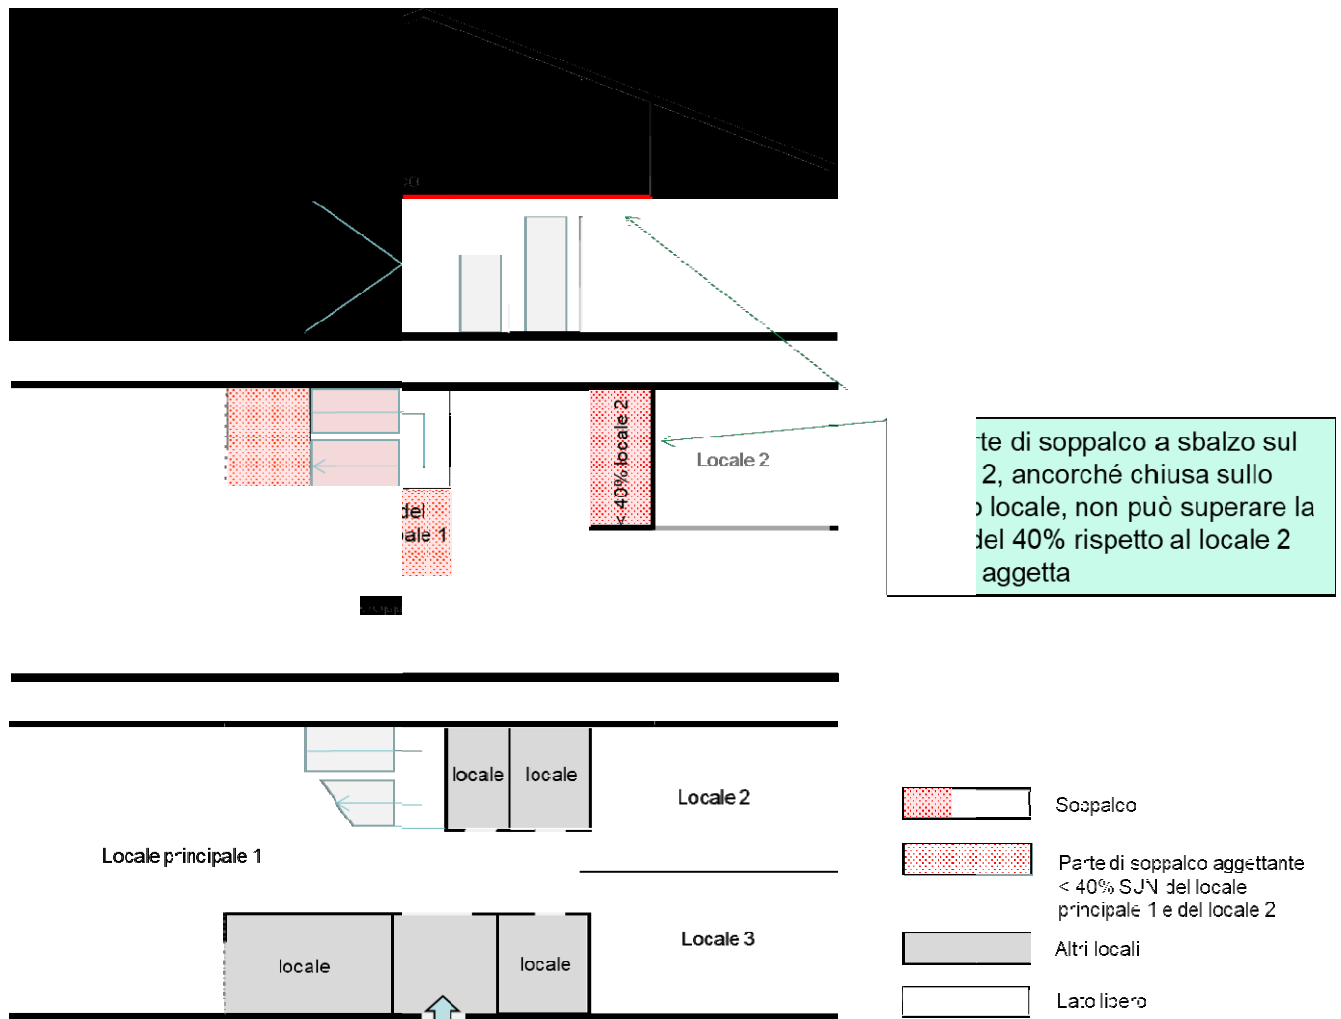 < 40% locale 2
Locale 2
del
pale 1
te di soppalco a sbalzo sul
2, ancorché chiusa sullo
o locale, non può superare la
del 40% rispetto al locale 2
aggetta
locale
locale
Locale 2
Locale principale 1
Locale 3
locale
locale
Soppalco
Parte di soppalco aggettante
< 40% SUN del locale
principale 1 e del locale 2
Altri locali
Lato libero